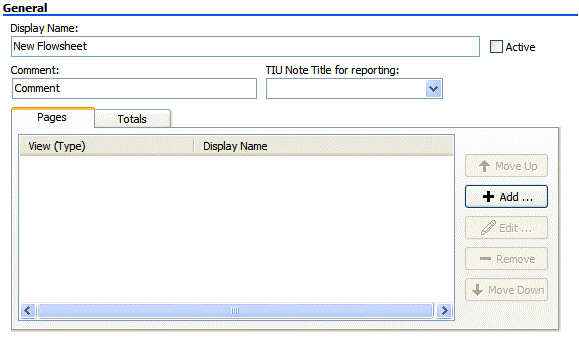 General
Display Name:
New Flowsheet
Active
Comment:
TIU Note Title for reporting:
Comment
Pages
Totals
View (Type)
Display Name
Move Up
Add ...
Edit ...
Remove
Move Down